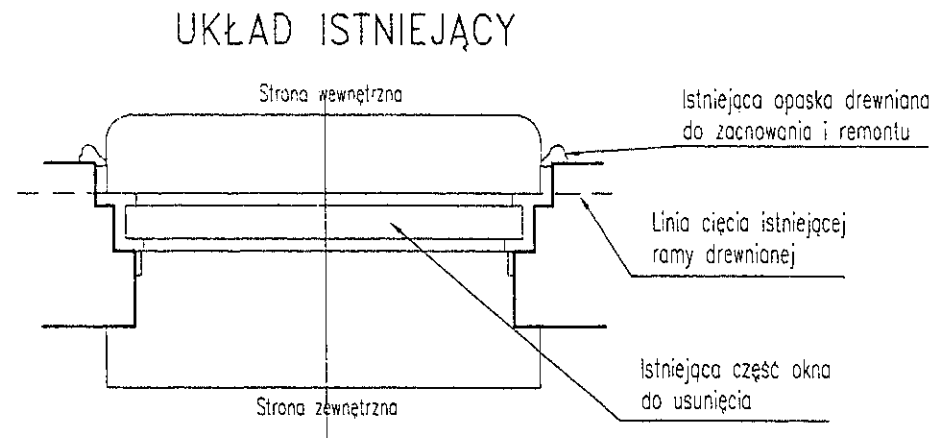 UKŁAD ISTNIEJĄCY
Strona wewnętrzna
Istniejąca opaska drewniana
do zacnowania i remontu
Linia cięcia istniejącej
ramy drewnianej
Istniejąca część okna
do usunięcia
Strona zewnętrzna